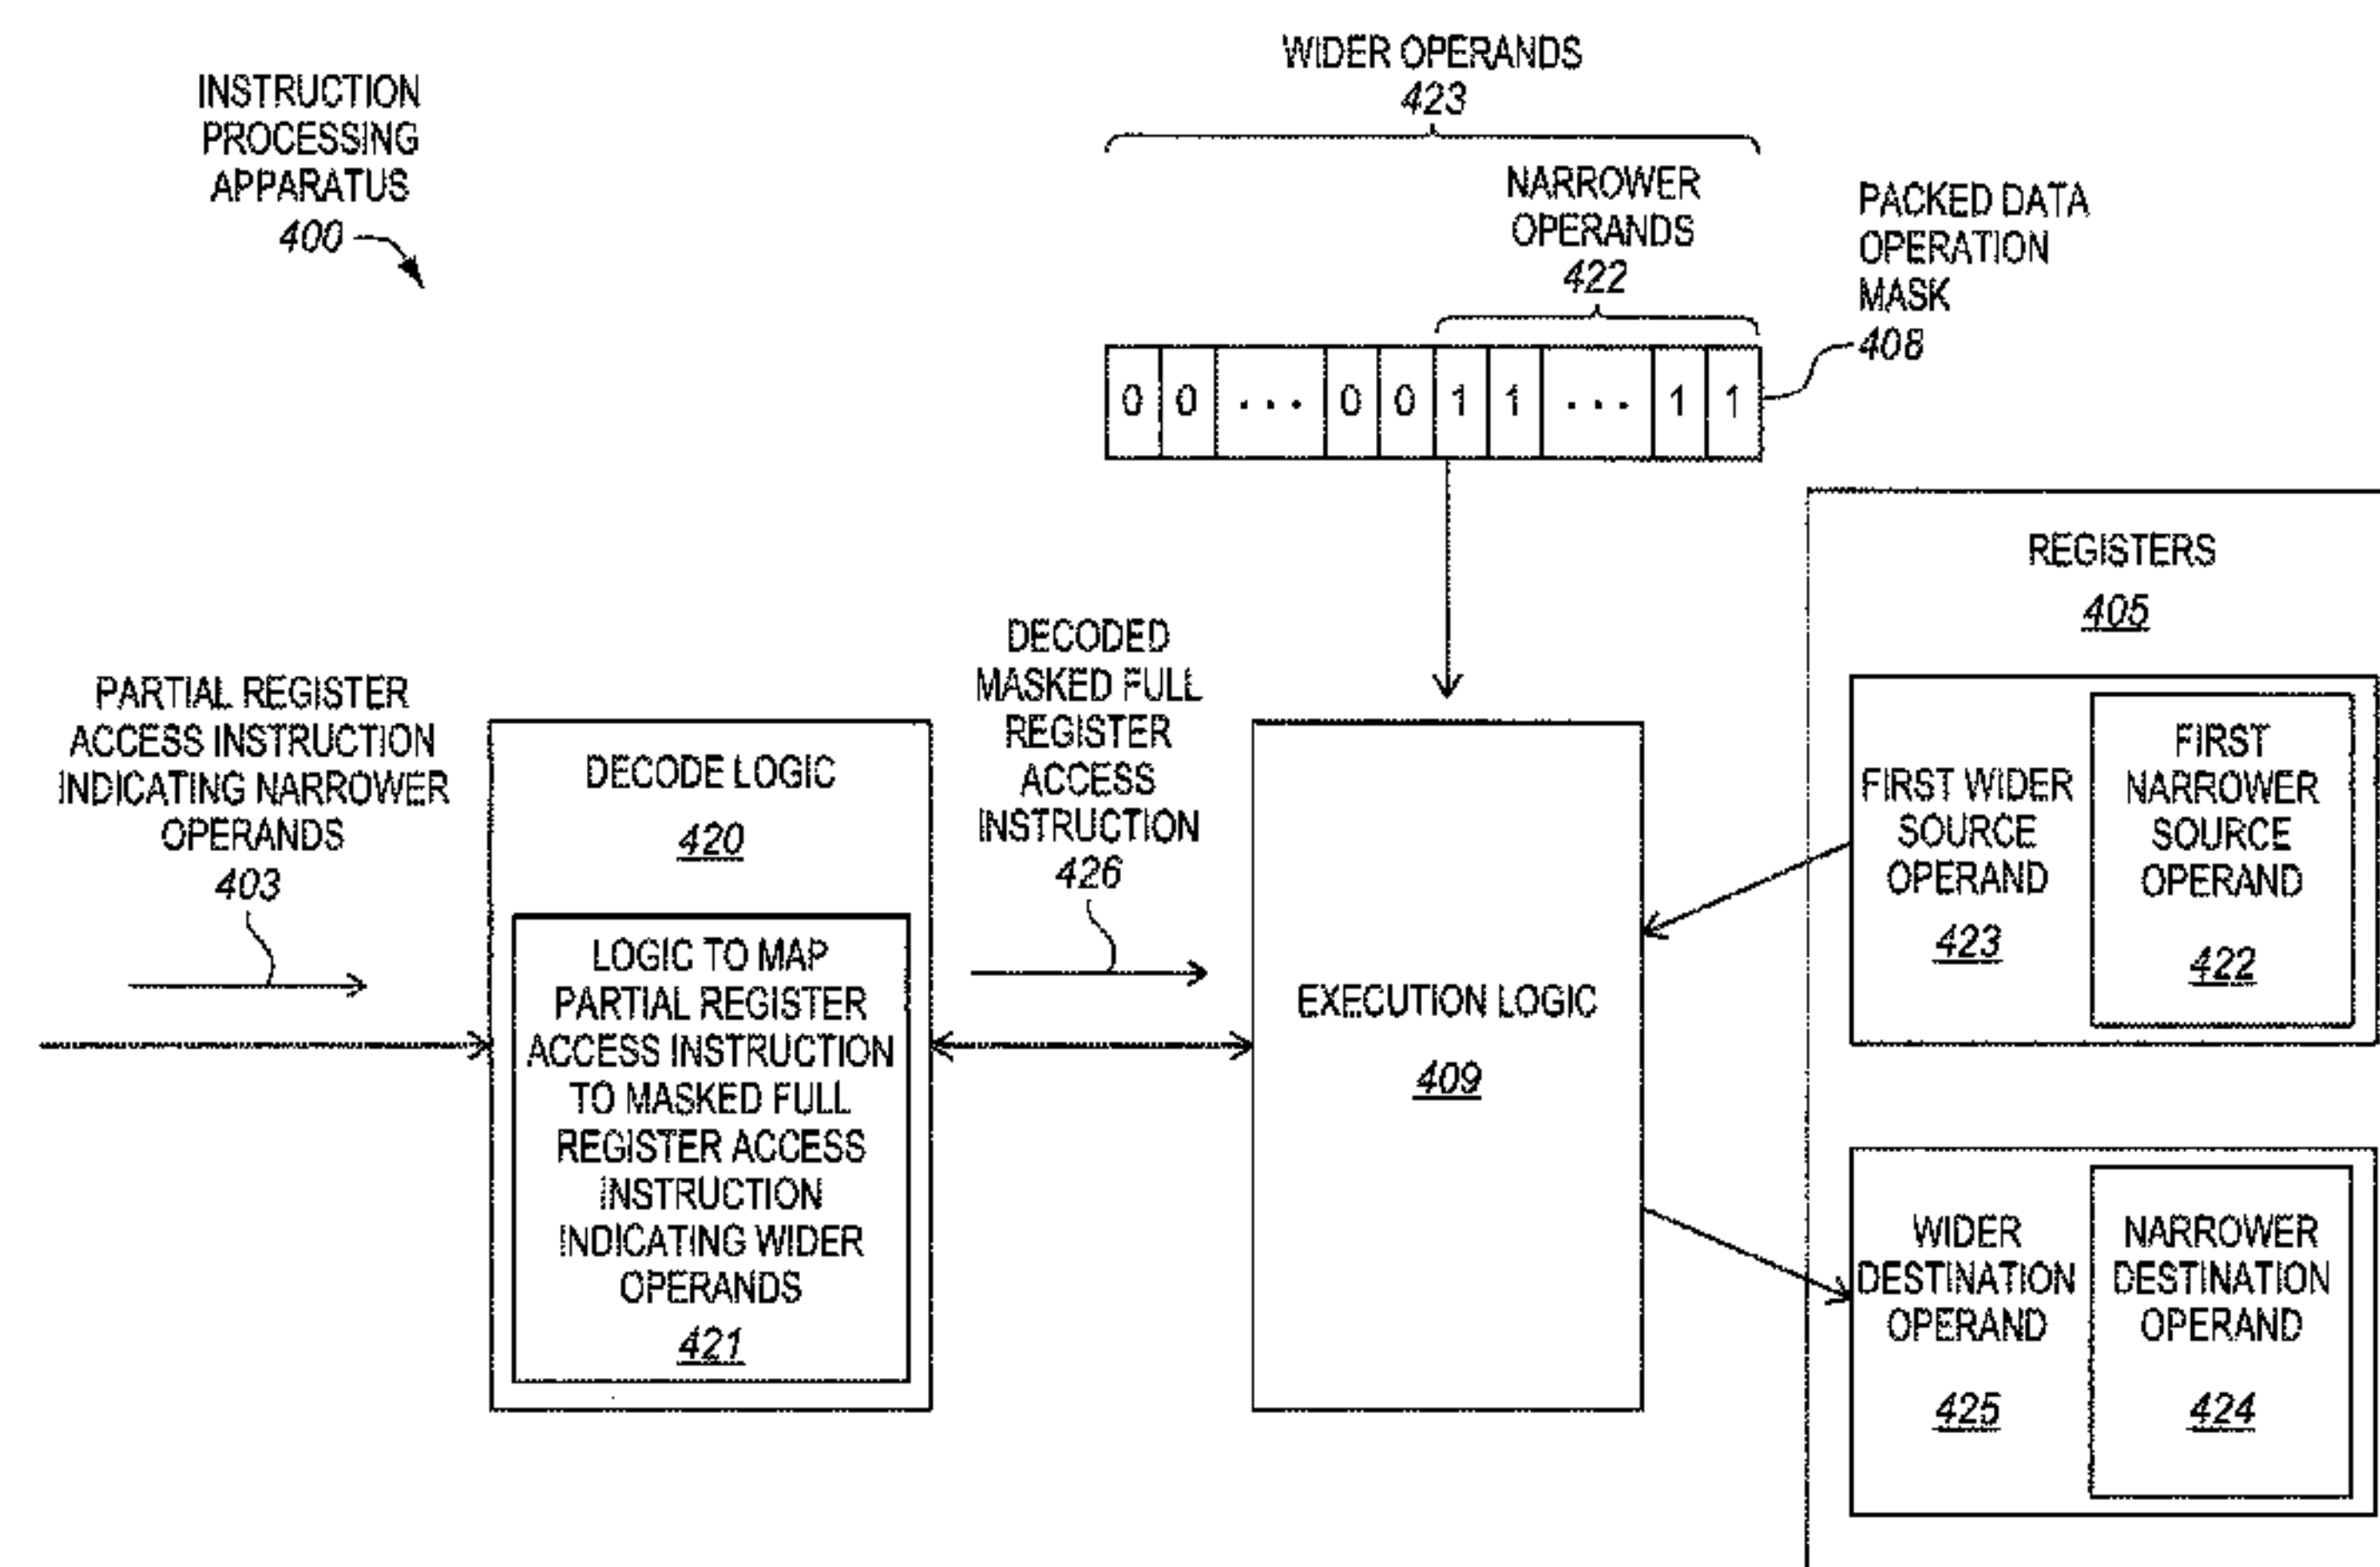 INSTRUCTION
PROCESSING
APPARATUS
400
WIDER OPERANDS
423
NARROWER
OPERANDS
422
PACKED DATA
OPERATION
MASK
408
0 0 ... 0 0 1 1 ... 1 1
PARTIAL REGISTER
ACCESS INSTRUCTION
INDICATING NARROWER
OPERANDS
403
DECODE LOGIC
420
LOGIC TO MAP
PARTIAL REGISTER
ACCESS INSTRUCTION
TO MASKED FULL
REGISTER ACCESS
INSTRUCTION
INDICATING WIDER
OPERANDS
421
DECODED
MASKED FULL
REGISTER
ACCESS
INSTRUCTION
426
EXECUTION LOGIC
409
REGISTERS
405
FIRST WIDER
SOURCE
OPERAND
423
FIRST
NARROWER
SOURCE
OPERAND
422
WIDER
DESTINATION
OPERAND
425
NARROWER
DESTINATION
OPERAND
424